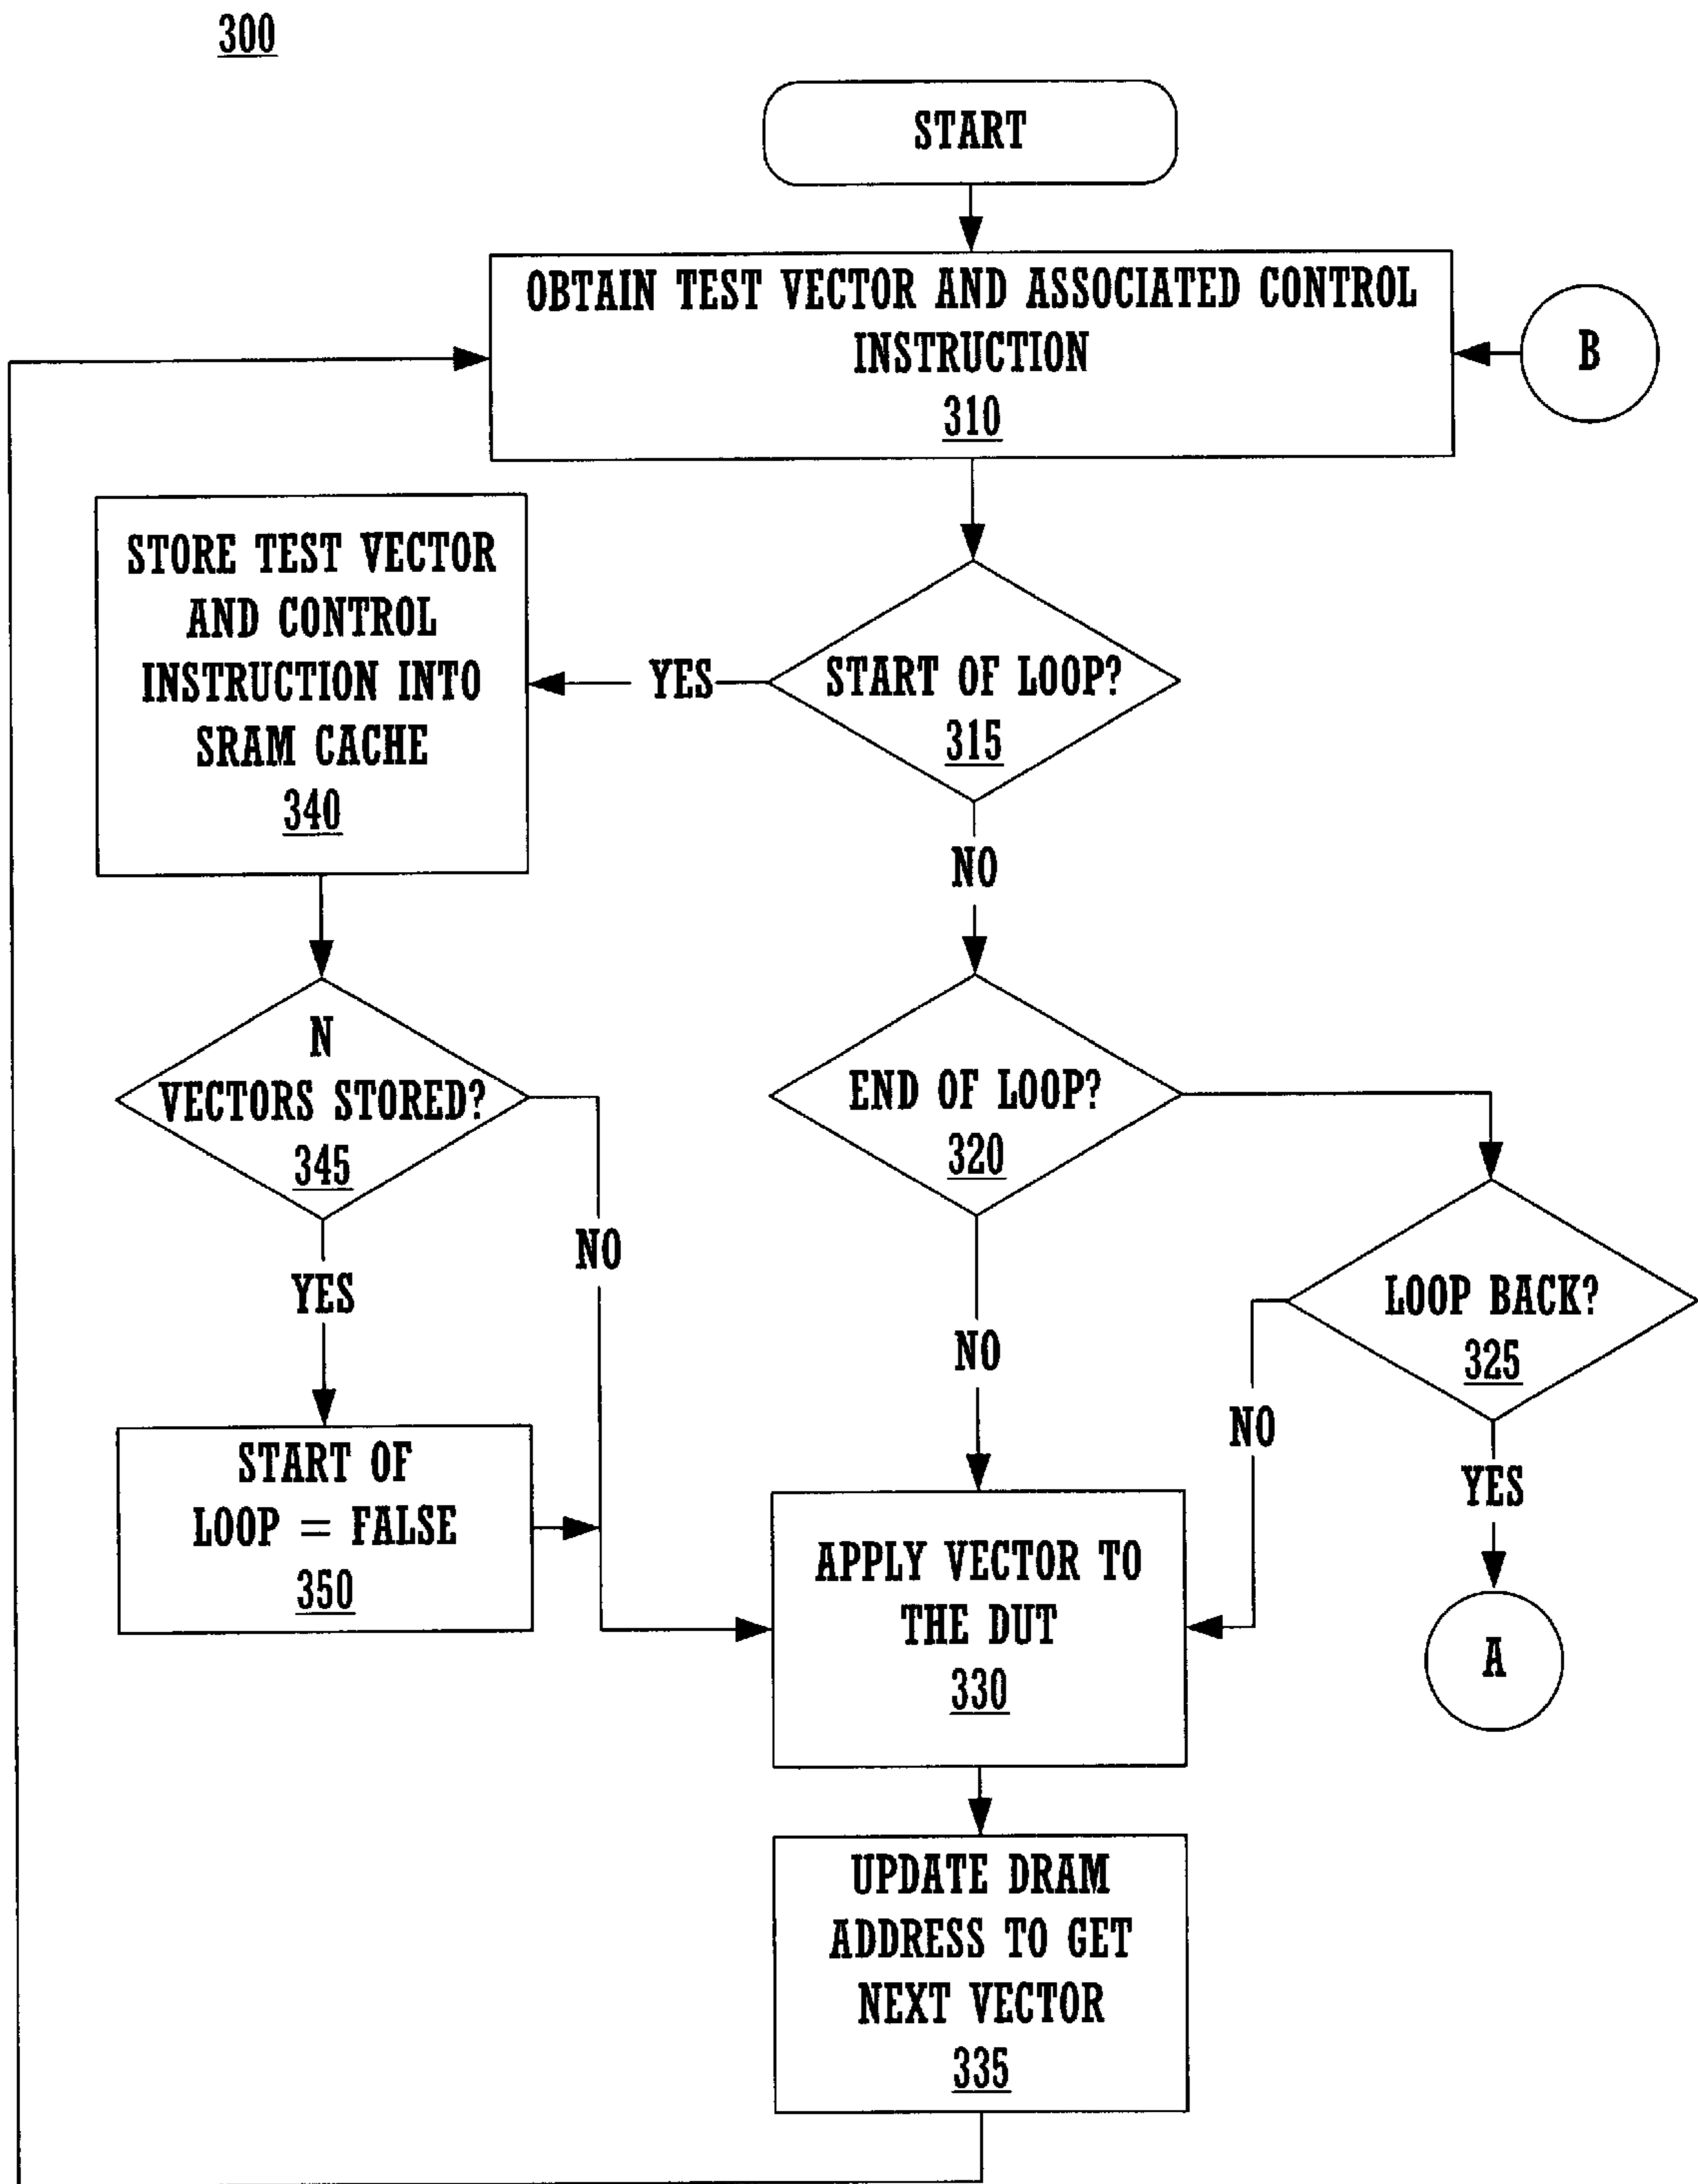 300
START
OBTAIN TEST VECTOR AND ASSOCIATED CONTROL
INSTRUCTION
310
B
STORE TEST VECTOR
AND CONTROL
INSTRUCTION INTO
SRAM CACHE
340
YES
START OF LOOP?
315
NO
N
VECTORS STORED?
345
END OF LOOP?
320
NO
YES
LOOP BACK?
325
NO
NO
YES
START OF
LOOP = FALSE
350
APPLY VECTOR TO
THE DUT
330
A
UPDATE DRAM
ADDRESS TO GET
NEXT VECTOR
335